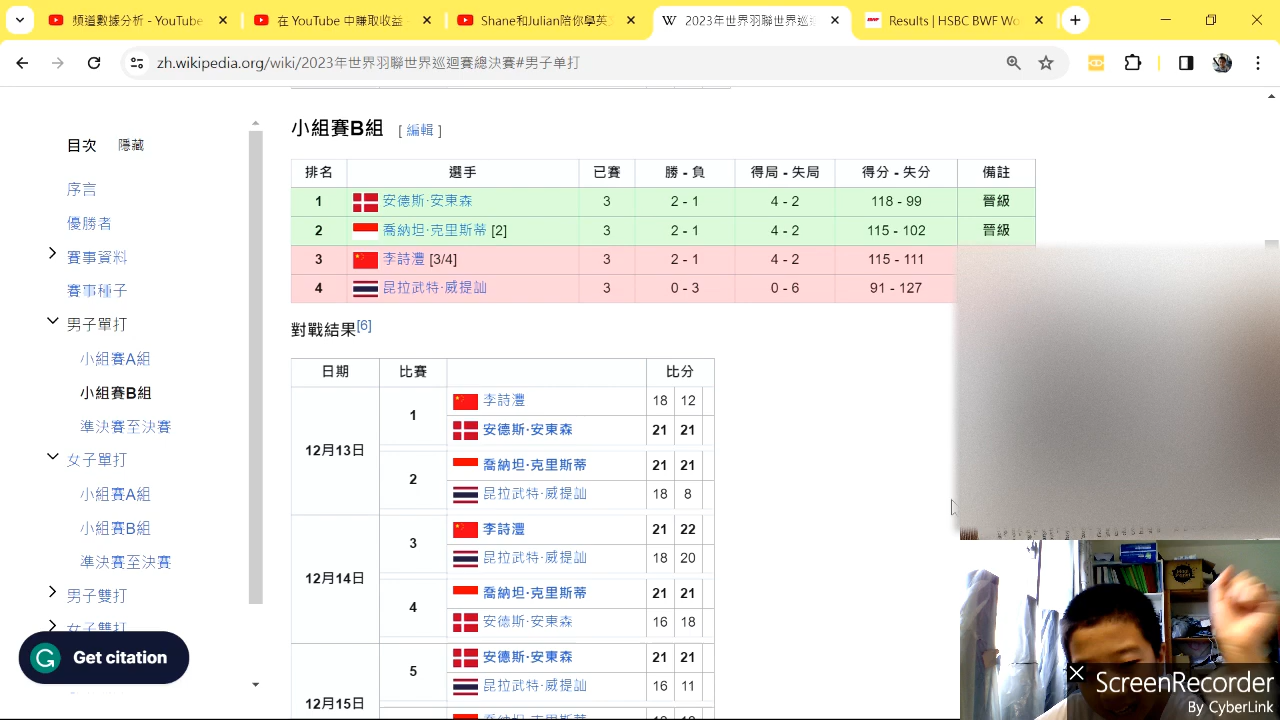 頻道數據分析 - YouTube
在 YouTube 中賺取收益 -
Shane和Julian陪你學英
2023年世界羽聯世界巡迴
Results | HSBC BWF Wo
zh.wikipedia.org/wiki/2023年世界羽聯世界巡迴賽總決賽#男子单打
目次 隱藏
序言
優勝者
賽事資料
賽事種子
男子單打
小組賽A組
小組賽B組
準決賽至決賽
女子單打
小組賽A組
小組賽B組
準決賽至決賽
男子雙打
女子雙打
Get citation
小組賽B組 [ 編輯 ]
排名 選手 已賽 勝 - 負 得局 - 失局 得分 - 失分 備註
1 安德斯·安東森 3 2 - 1 4 - 2 118 - 99 晉級
2 喬納坦·克里斯蒂 [2] 3 2 - 1 4 - 2 115 - 102 晉級
3 李詩灃 [3/4] 3 2 - 1 4 - 2 115 - 111
4 昆拉武特·威提訕 3 0 - 3 0 - 6 91 - 127
對戰結果[6]
日期 比賽 比分
12月13日
1
李詩灃 18 12
安德斯·安東森 21 21
2
喬納坦·克里斯蒂 21 21
昆拉武特·威提訕 18 8
12月14日
3
李詩灃 21 22
昆拉武特·威提訕 18 20
4
喬納坦·克里斯蒂 21 21
安德斯·安東森 16 18
12月15日
5
安德斯·安東森 21 21
昆拉武特·威提訕 16 11
ScreenRecorder
By CyberLink